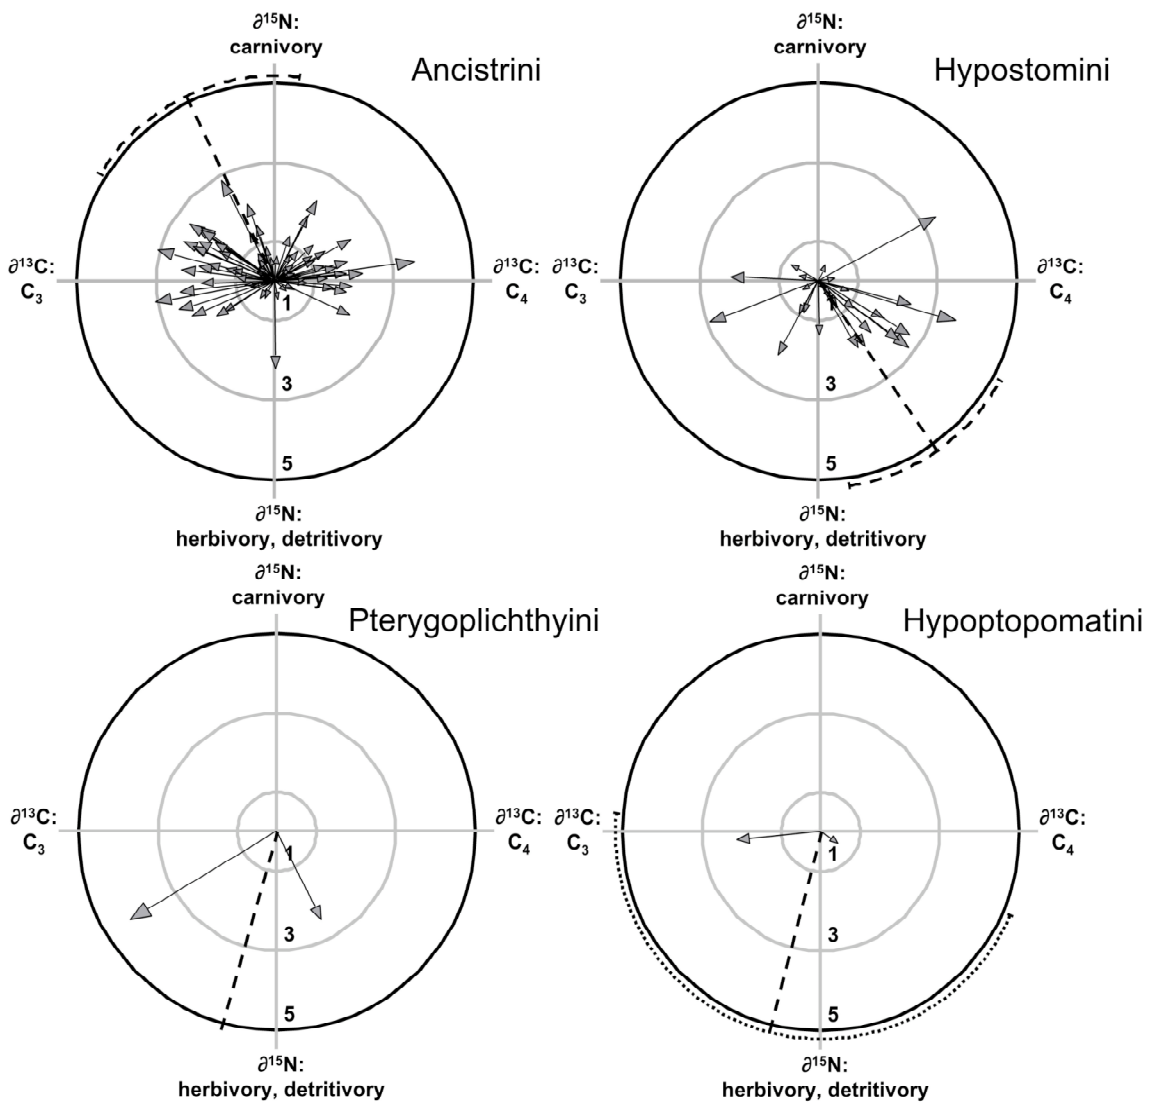 ∂¹⁵N:
carnivory
Ancistrini
∂¹³C:
C₃
∂¹³C:
C₄
1
3
5
∂¹⁵N:
herbivory, detritivory
∂¹⁵N:
carnivory
Hypostomini
∂¹³C:
C₃
∂¹³C:
C₄
1
3
5
∂¹⁵N:
herbivory, detritivory
∂¹⁵N:
carnivory
Pterygoplichthyini
∂¹³C:
C₃
∂¹³C:
C₄
1
3
5
∂¹⁵N:
herbivory, detritivory
∂¹⁵N:
carnivory
Hypoptopomatini
∂¹³C:
C₃
∂¹³C:
C₄
1
3
5
∂¹⁵N:
herbivory, detritivory